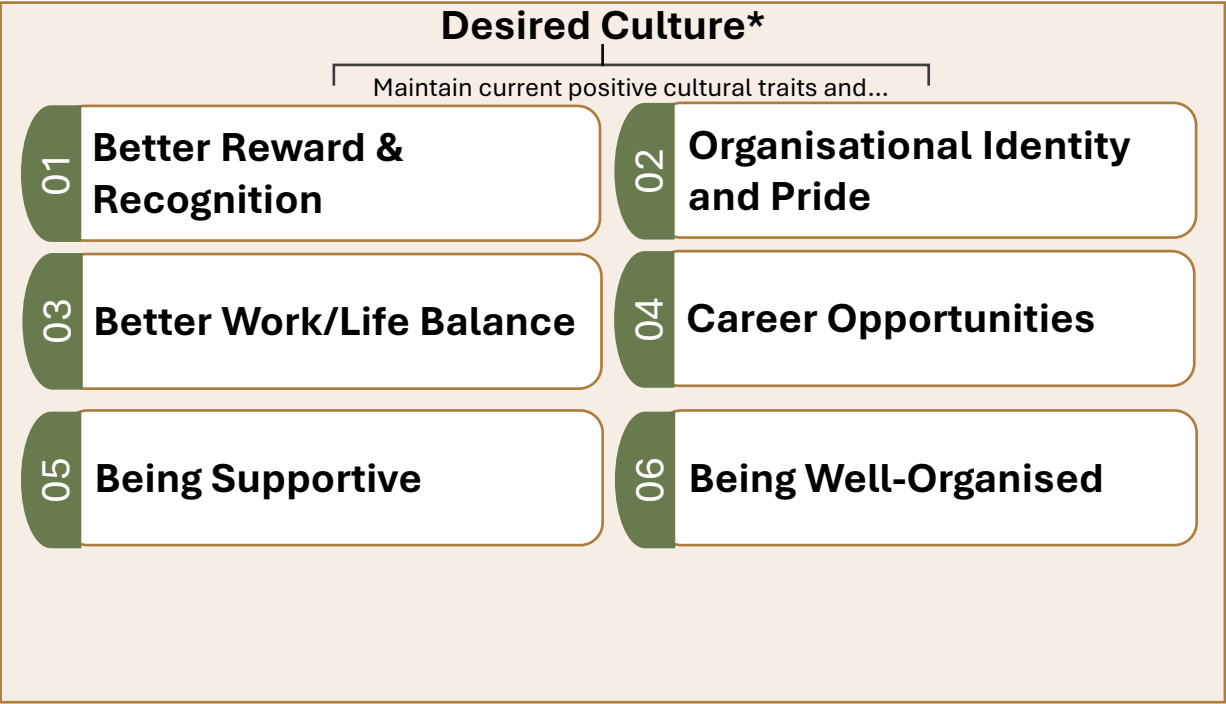 Desired Culture*
Maintain current positive cultural traits and...
01
Better Reward &
Recognition
02
Organisational Identity
and Pride
03
Better Work/Life Balance
04
Career Opportunities
05
Being Supportive
06
Being Well-Organised